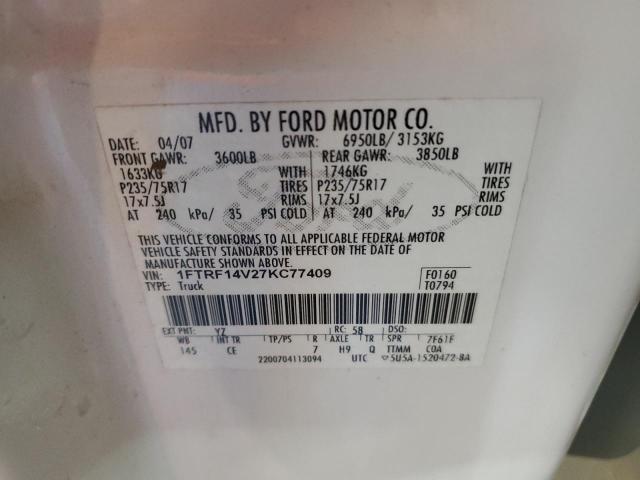 MFD. BY FORD MOTOR CO.
DATE: 04/07 GVWR: 6950LB/ 3153KG
FRONT GAWR: 3600LB REAR GAWR: 3850LB
1633KG WITH 1746KG WITH
P235/75R17 TIRES P235/75R17 TIRES
17x7.5J RIMS 17x7.5J RIMS
AT 240 kPa/ 35 PSI COLD AT 240 kPa/ 35 PSI COLD
THIS VEHICLE CONFORMS TO ALL APPLICABLE FEDERAL MOTOR
VEHICLE SAFETY STANDARDS IN EFFECT ON THE DATE OF
MANUFACTURE SHOWN ABOVE.
VIN: 1FTRF14V27KC77409 F0160
TYPE: Truck T0794
EXT PNT: YZ RC: 58 DSO:
WB INT TR TP/PS R AXLE TR SPR 7F61F
145 CE 7 H9 Q TTMM C0A
2200704113094 UTC 5U5A-1520472-BA
Ford